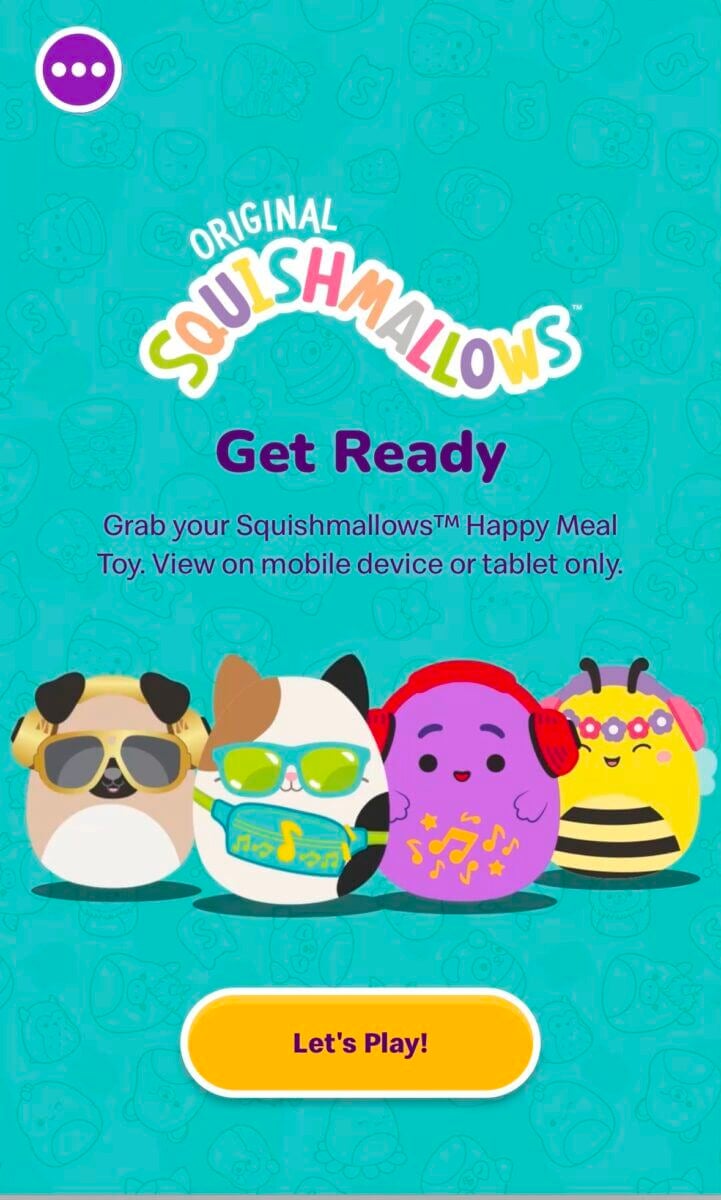 ORIGINAL
SQUISHMALLOWS™
Get Ready
Grab your Squishmallows™ Happy Meal
Toy. View on mobile device or tablet only.
Let's Play!